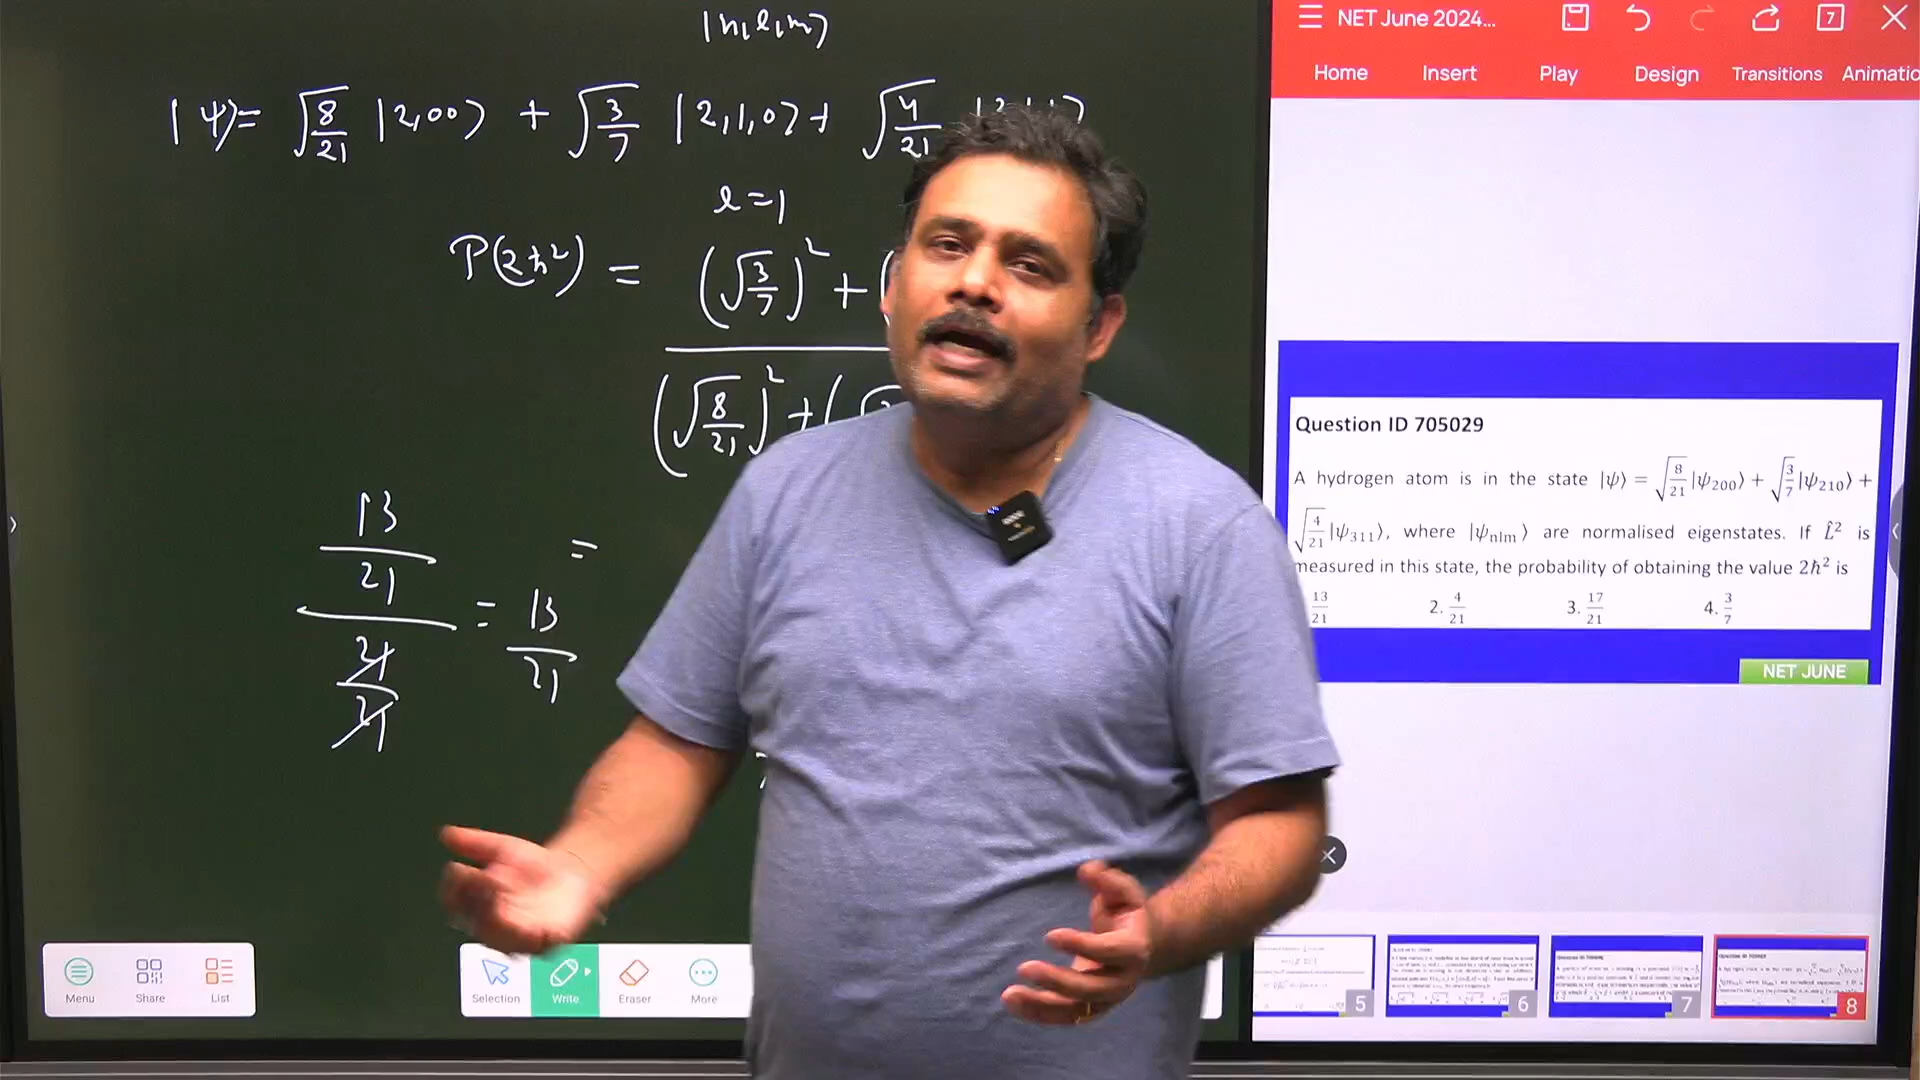 |n,l,m⟩
|ψ⟩ = √(8/21) |2,00⟩ + √(3/7) |2,1,0⟩ + √(4/21)
l=1
P(2ħ²) = (√(3/7))² + (
(√(8/21))² + (√
13/21
=
21/21
= 13/21
NET June 2024...
7
Home Insert Play Design Transitions Animatio
Question ID 705029
A hydrogen atom is in the state |ψ⟩ = √(8/21)|ψ₂₀₀⟩ + √(3/7)|ψ₂₁₀⟩ +
√(4/21)|ψ₃₁₁⟩, where |ψₙₗₘ⟩ are normalised eigenstates. If L̂² is
measured in this state, the probability of obtaining the value 2ħ² is
13/21 2. 4/21 3. 17/21 4. 3/7
NET JUNE
Menu Share List
Selection Write Eraser More
5 6 7 8